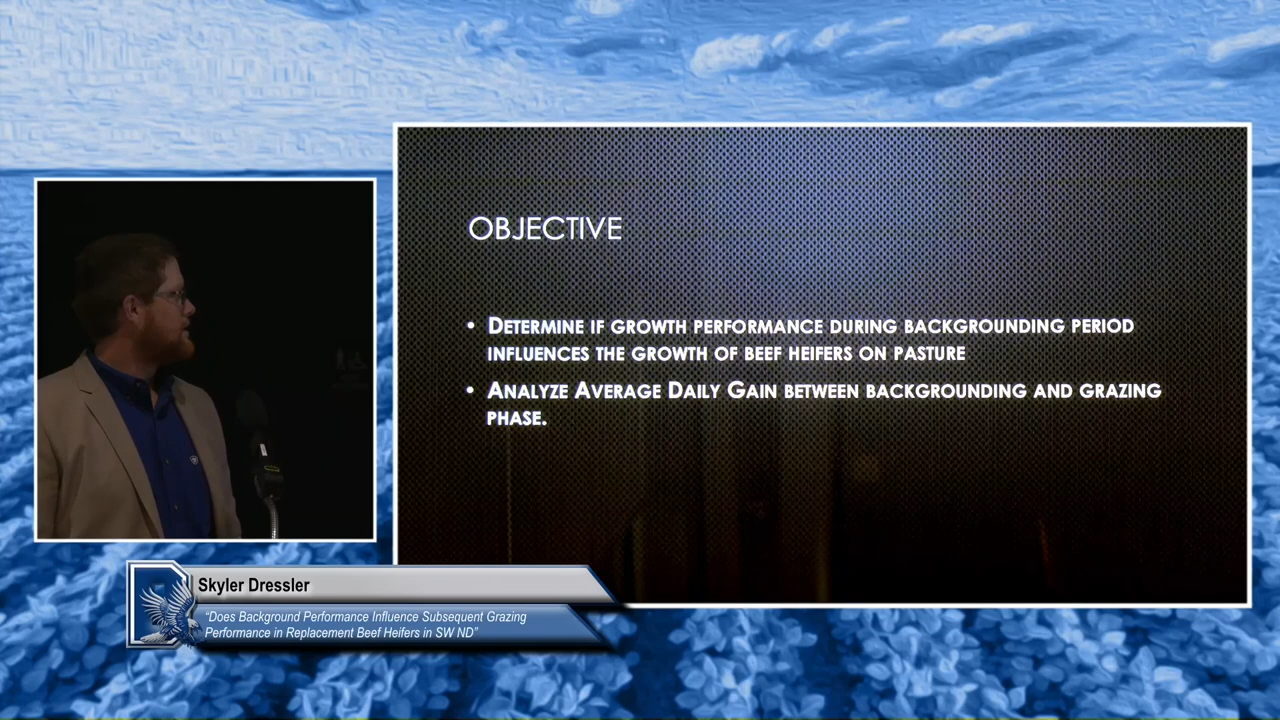 OBJECTIVE
• DETERMINE IF GROWTH PERFORMANCE DURING BACKGROUNDING PERIOD
INFLUENCES THE GROWTH OF BEEF HEIFERS ON PASTURE
• ANALYZE AVERAGE DAILY GAIN BETWEEN BACKGROUNDING AND GRAZING
PHASE.
Skyler Dressler
"Does Background Performance Influence Subsequent Grazing
Performance in Replacement Beef Heifers in SW ND"